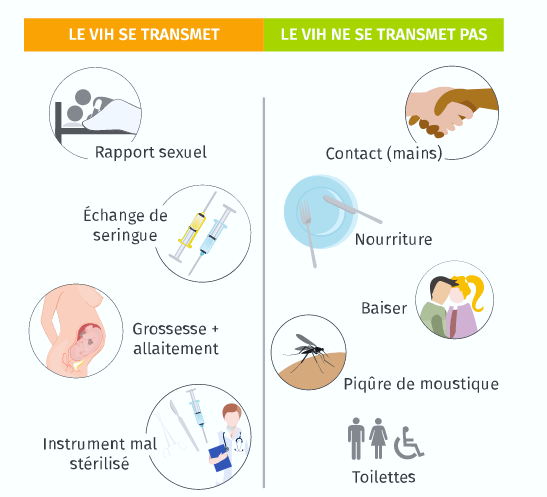 LE VIH SE TRANSMET
LE VIH NE SE TRANSMET PAS
Rapport sexuel
Échange de
seringue
Grossesse +
allaitement
Instrument mal
stérilisé
Contact (mains)
Nourriture
Baiser
Piqûre de moustique
Toilettes